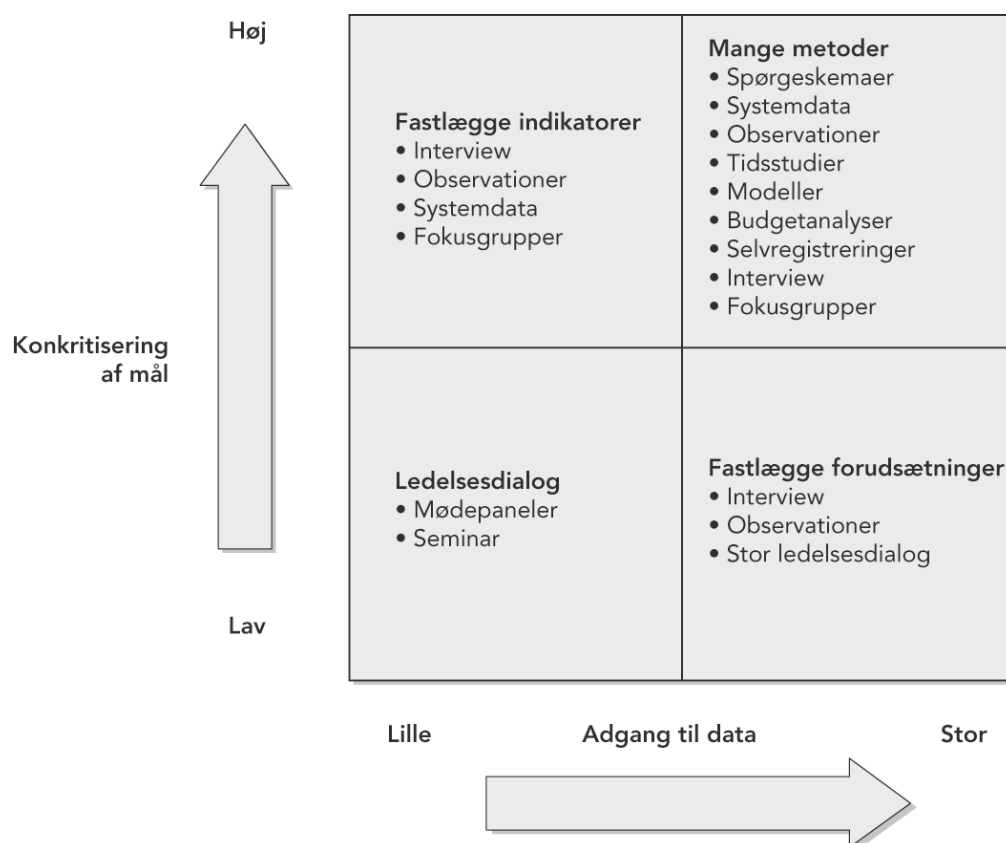 Høj
Fastlægge indikatorer
• Interview
• Observationer
• Systemdata
• Fokusgrupper
Mange metoder
• Spørgeskemaer
• Systemdata
• Observationer
• Tidsstudier
• Modeller
• Budgetanalyser
• Selvregistreringer
• Interview
• Fokusgrupper
Konkritisering
af mål
Ledelsesdialog
• Mødepaneler
• Seminar
Fastlægge forudsætninger
• Interview
• Observationer
• Stor ledelsesdialog
Lav
Lille
Adgang til data
Stor